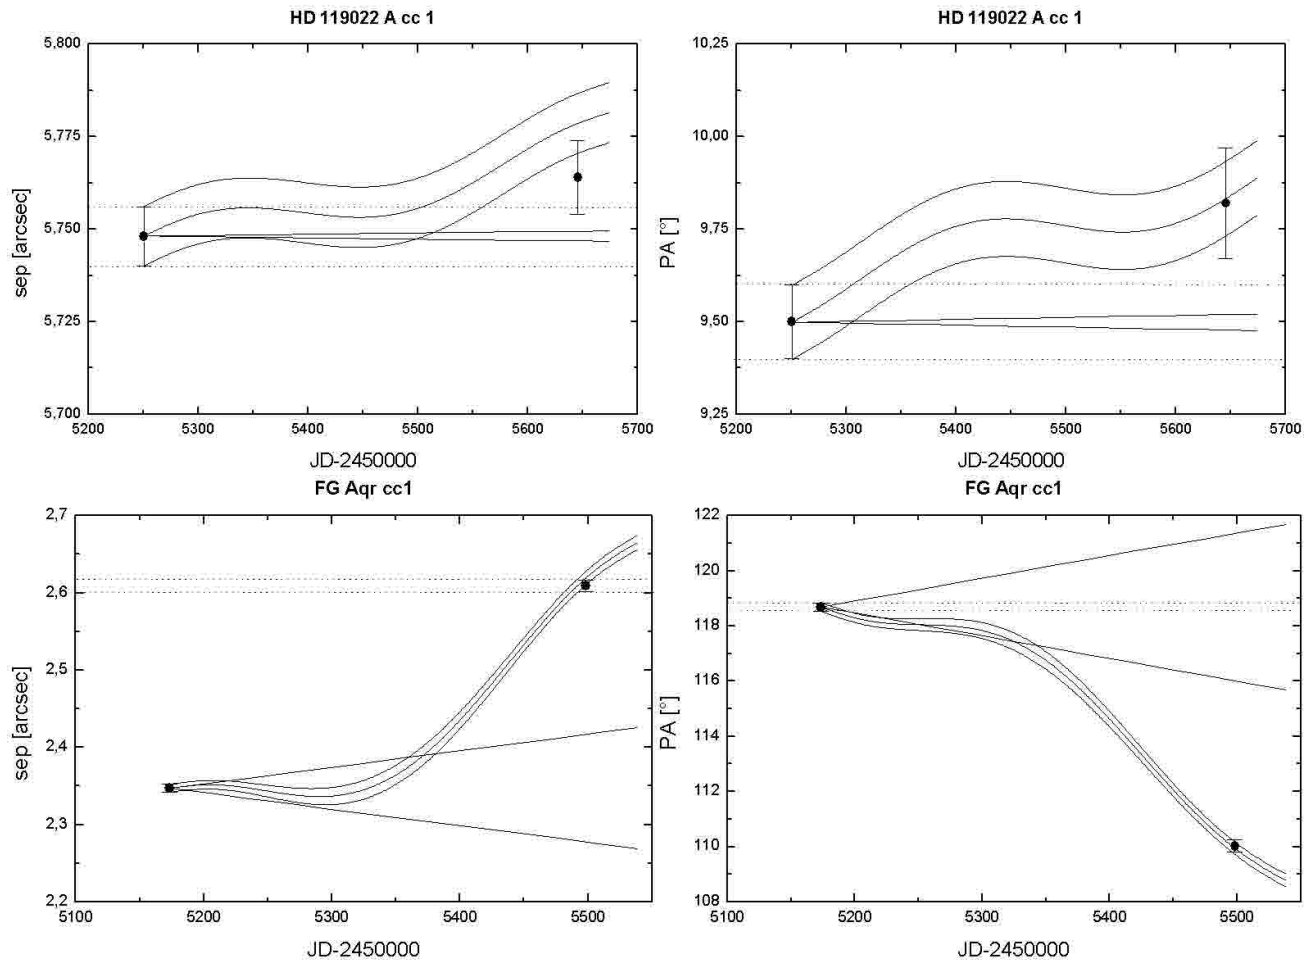 HD 119022 A cc 1
5,800
5,775
5,750
5,725
5,700
sep [arcsec]
5200 5300 5400 5500 5600 5700
JD-2450000
HD 119022 A cc 1
10,25
10,00
9,75
9,50
9,25
PA [°]
5200 5300 5400 5500 5600 5700
JD-2450000
FG Aqr cc1
2,7
2,6
2,5
2,4
2,3
2,2
sep [arcsec]
5100 5200 5300 5400 5500
JD-2450000
FG Aqr cc1
122
120
118
116
114
112
110
108
PA [°]
5100 5200 5300 5400 5500
JD-2450000